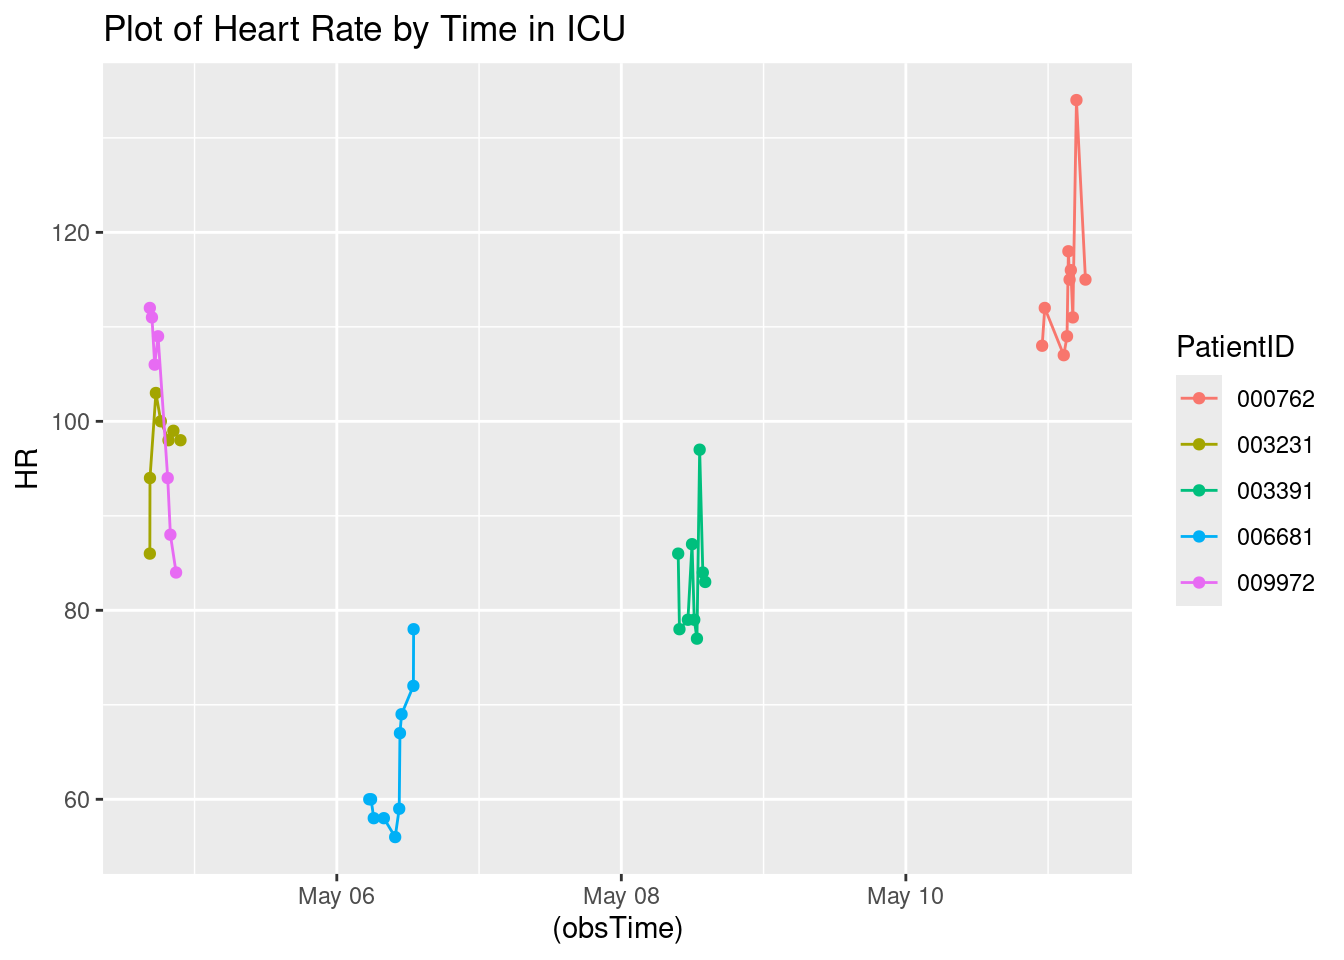 Plot of Heart Rate by Time in ICU
HR
120
100
80
60
May 06
May 08
May 10
(obsTime)
PatientID
000762
003231
003391
006681
009972